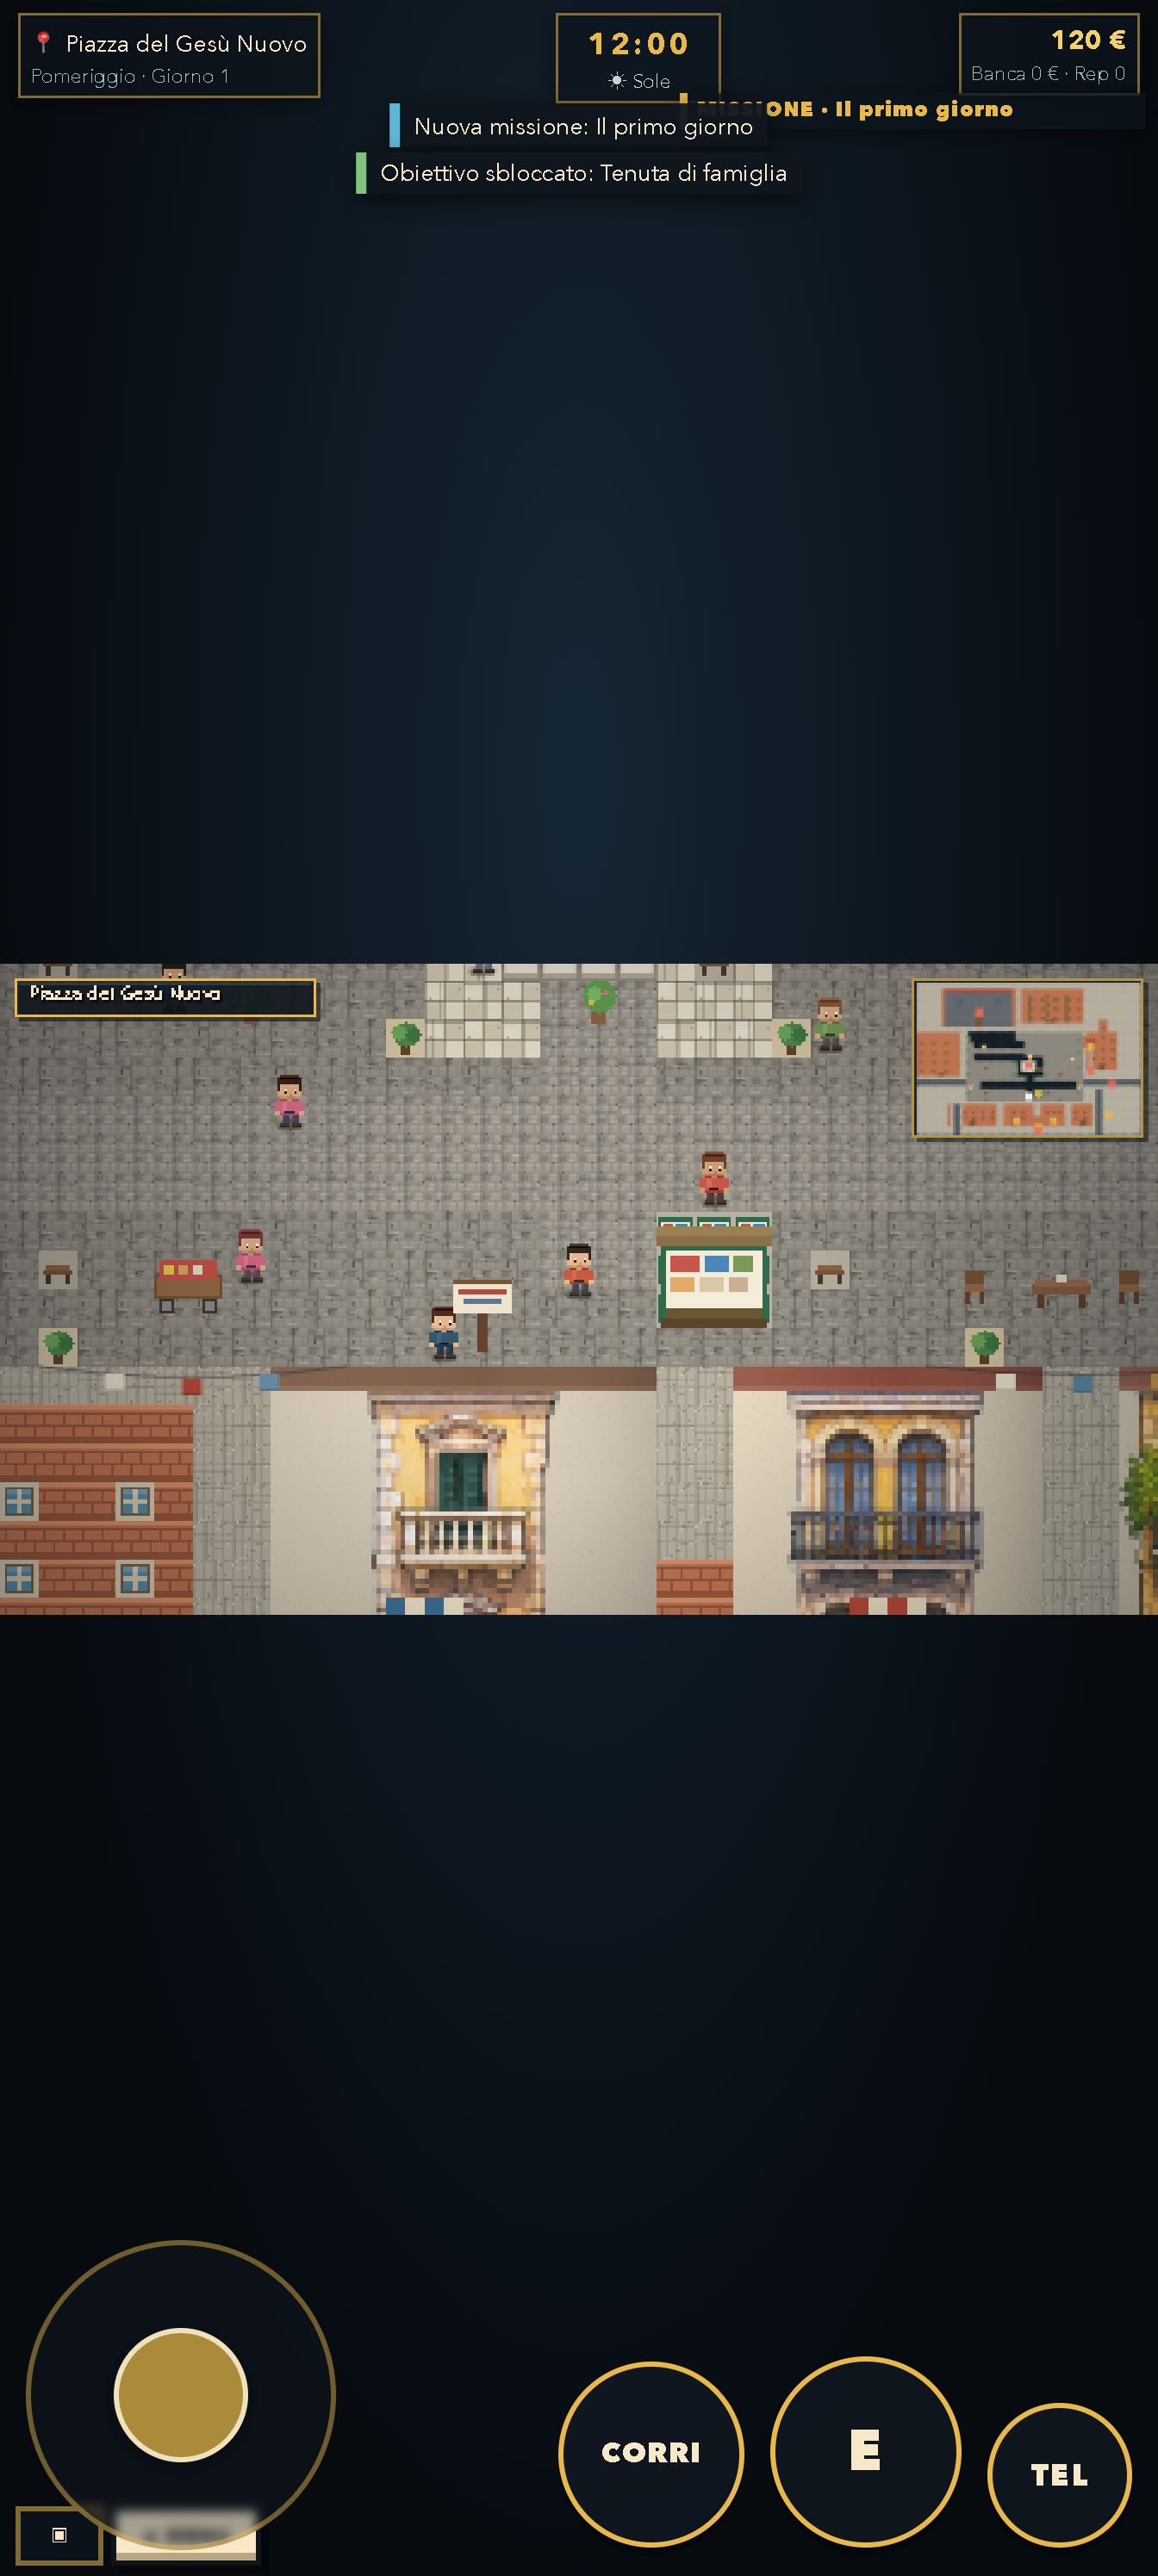 Piazza del Gesù Nuovo
Pomeriggio · Giorno 1
12:00
Sole
120 €
Banca 0 € · Rep 0
MISSIONE · Il primo giorno
Nuova missione: Il primo giorno
Obiettivo sbloccato: Tenuta di famiglia
Piazza del Gesù Nuovo
CORRI
E
TEL